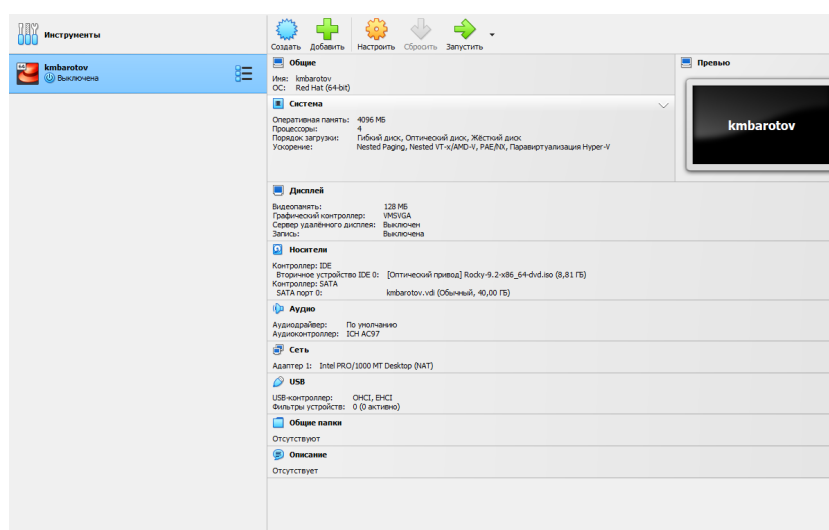 Инструменты
Создать Добавить Настроить Сбросить Запустить
64
kmbarotov
Выключена
Общие
Имя: kmbarotov
ОС: Red Hat (64-bit)
Превью
kmbarotov
Система
Оперативная память: 4096 МБ
Процессоры: 4
Порядок загрузки: Гибкий диск, Оптический диск, Жёсткий диск
Ускорение: Nested Paging, Nested VT-x/AMD-V, PAE/NX, Паравиртуализация Hyper-V
Дисплей
Видеопамять: 128 МБ
Графический контроллер: VMSVGA
Сервер удалённого дисплея: Выключен
Запись: Выключена
Носители
Контроллер: IDE
Вторичное устройство IDE 0: [Оптический привод] Rocky-9.2-x86_64-dvd.iso (8,81 ГБ)
Контроллер: SATA
SATA порт 0: kmbarotov.vdi (Обычный, 40,00 ГБ)
Аудио
Аудиодрайвер: По умолчанию
Аудиоконтроллер: ICH AC97
Сеть
Адаптер 1: Intel PRO/1000 MT Desktop (NAT)
USB
USB-контроллер: OHCI, EHCI
Фильтры устройств: 0 (0 активно)
Общие папки
Отсутствуют
Описание
Отсутствует